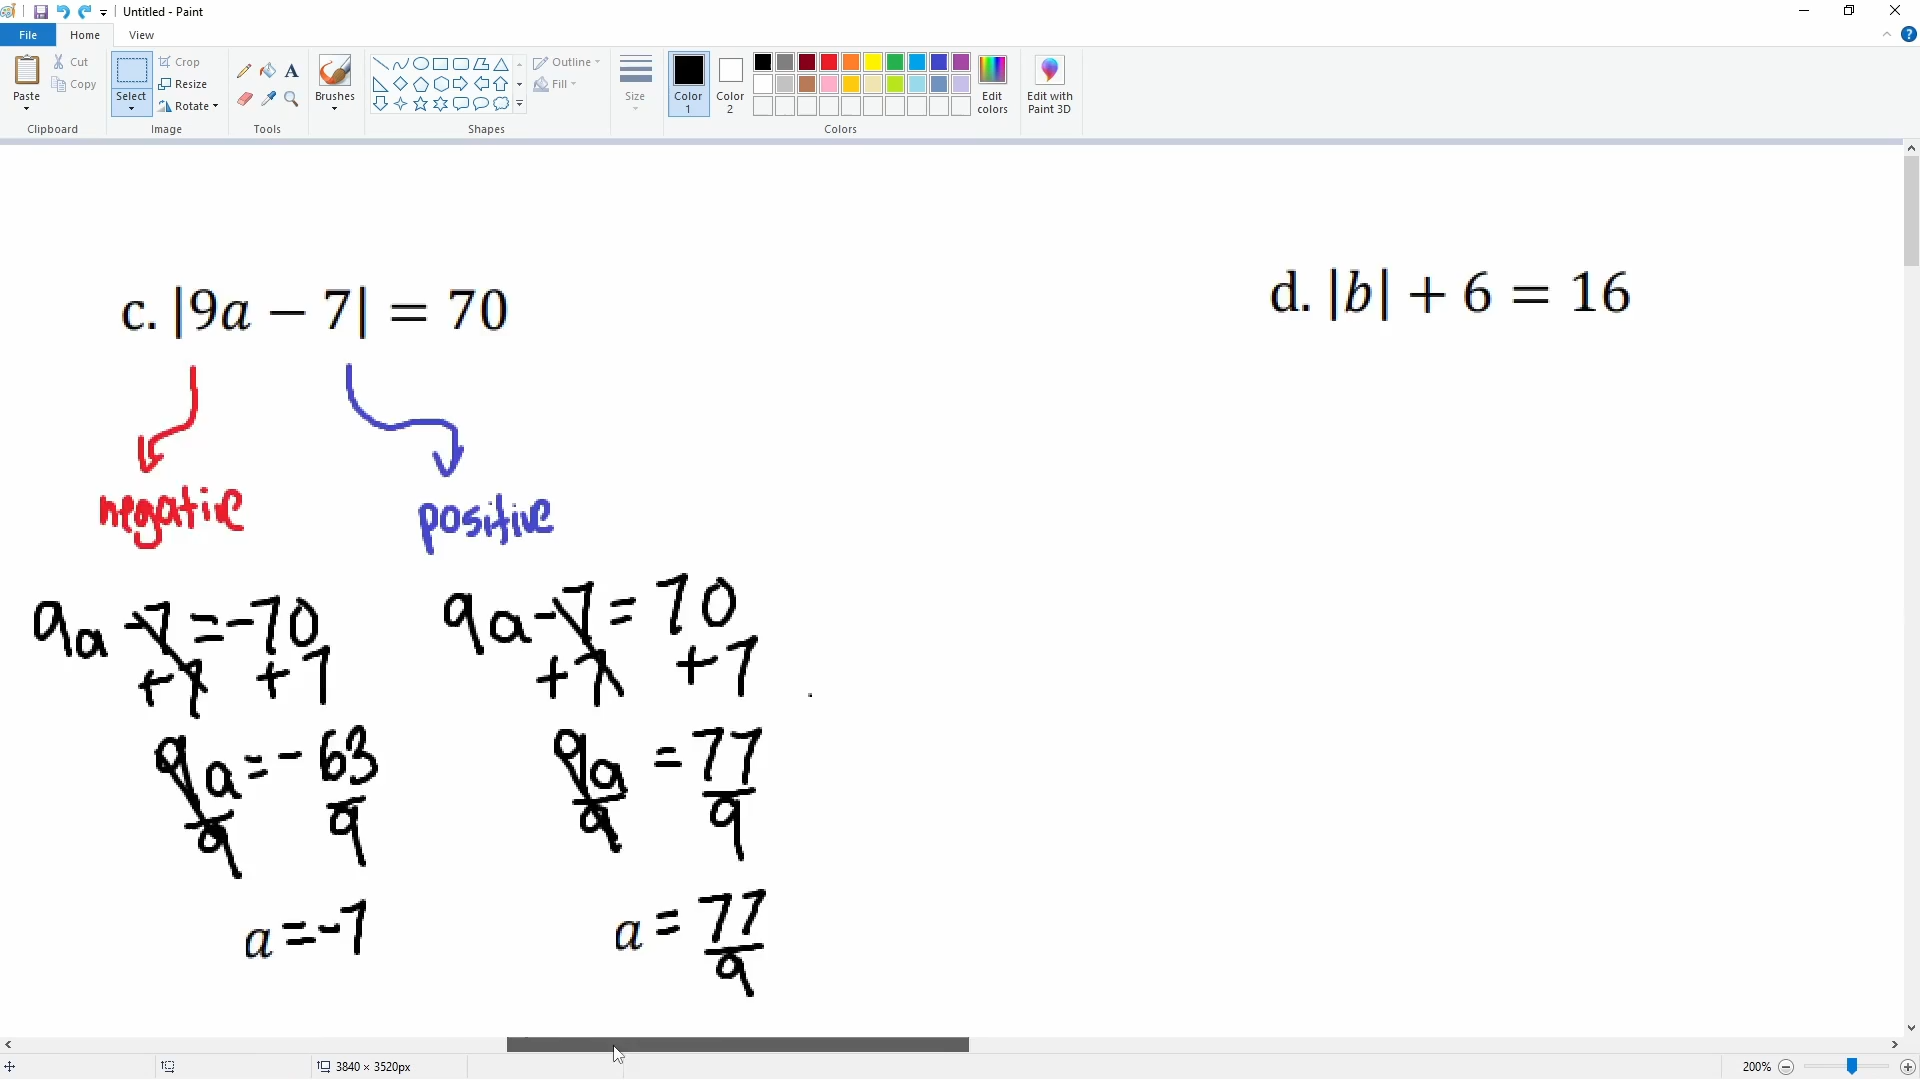 Untitled - Paint
File Home View
Paste
Cut
Copy
Clipboard
Select
Crop
Resize
Rotate
Image
A
Tools
Brushes
Shapes
Outline
Fill
Size
Color 1
Color 2
Colors
Edit colors
Edit with Paint 3D
?
c. |9a − 7| = 70
negative
positive
9a -7 = -70
+7 +7
9a = - 63
9 9
a = -7
9a -7 = 70
+7 +7
9a = 77
9 9
a = 77
9
d. |b| + 6 = 16
3840 × 3520px
200%